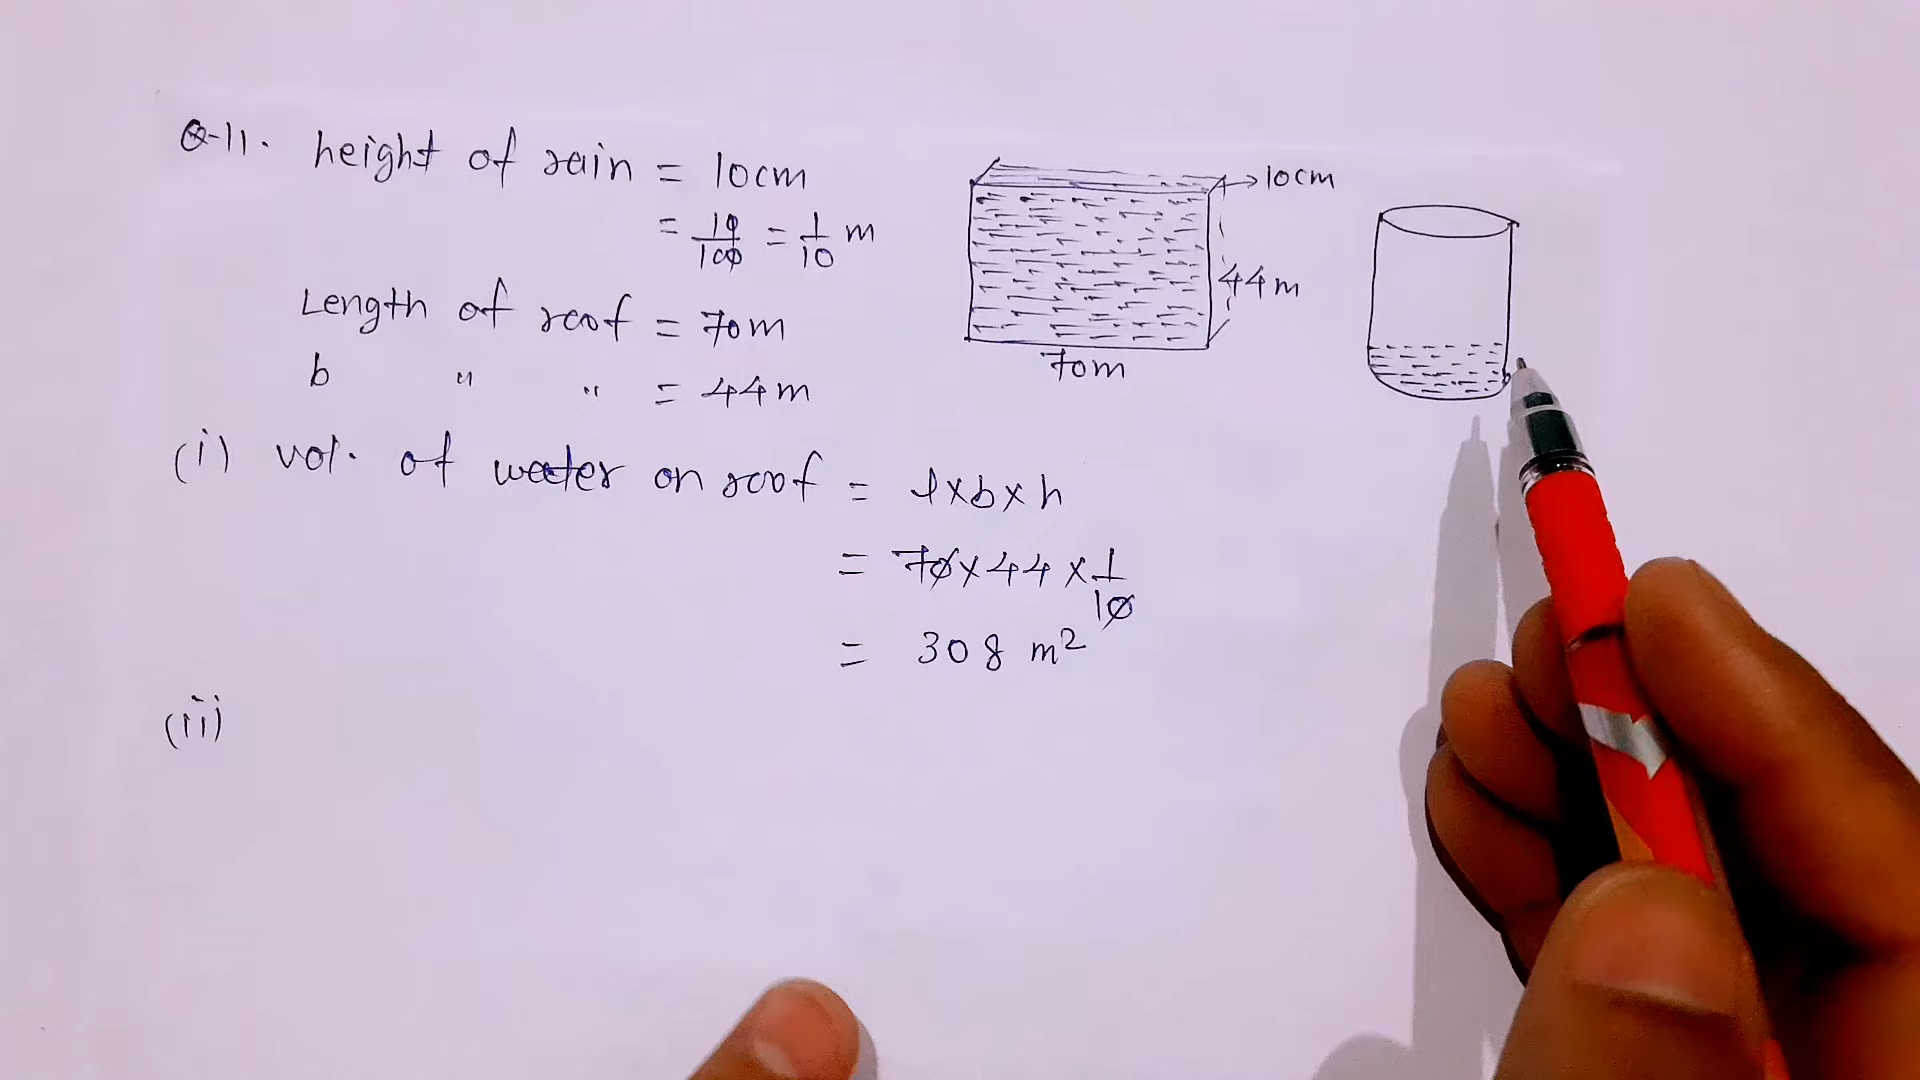 Q-11. height of rain = 10cm
= 10/100 = 1/10 m
Length of roof = 70m
b " " = 44m
(i) vol. of water on roof = l×b×h
= 70×44×1/10
= 308 m²
(ii)
10cm
44m
70m